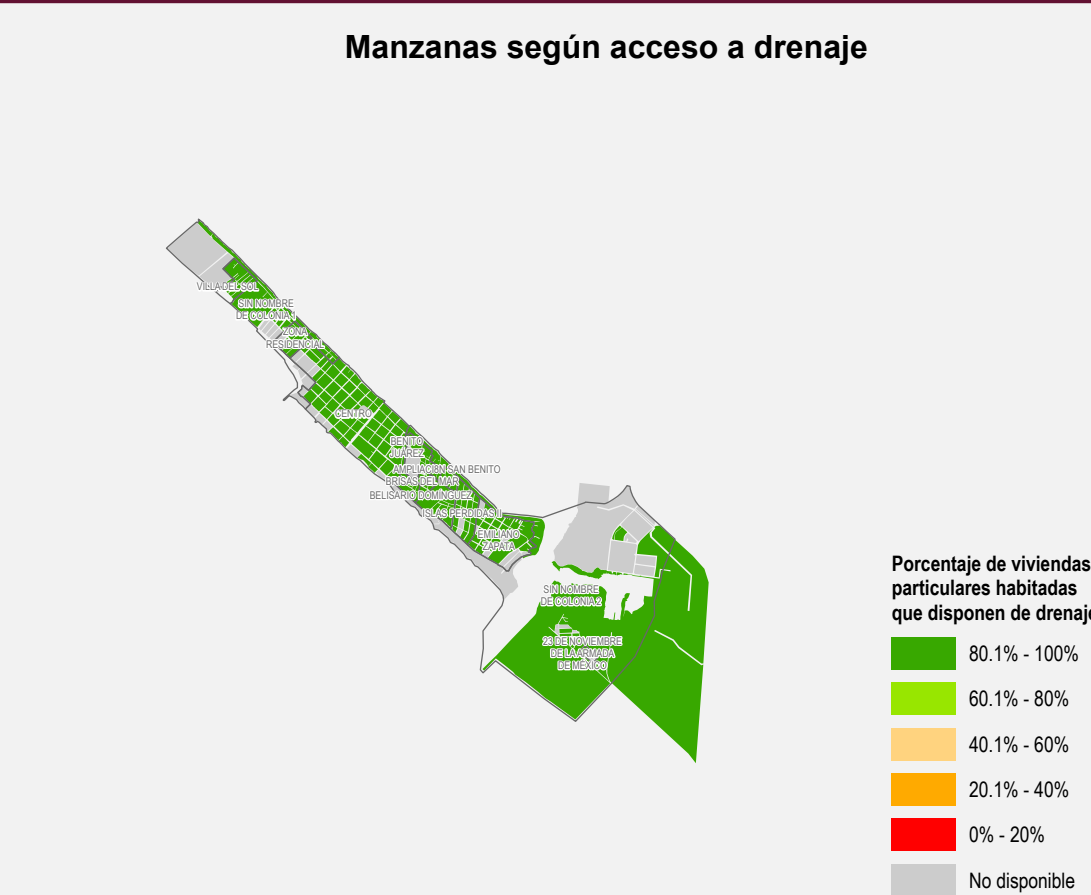 Manzanas según acceso a drenaje
VILLA DEL SOL
SIN NOMBRE
DE COLONIA 1
ZONA
RESIDENCIAL
CENTRO
BENITO
JUÁREZ
AMPLIACI8N SAN BENITO
BRISAS DEL MAR
BELISARIO DOMÍNGUEZ
ISLAS PERDIDAS II
EMILIANO
ZAPATA
SIN NOMBRE
DE COLONIA 2
23 DE NOVIEMBRE
DE LA ARMADA
DE MÉXICO
Porcentaje de viviendas
particulares habitadas
que disponen de drenaje
80.1% - 100%
60.1% - 80%
40.1% - 60%
20.1% - 40%
0% - 20%
No disponible